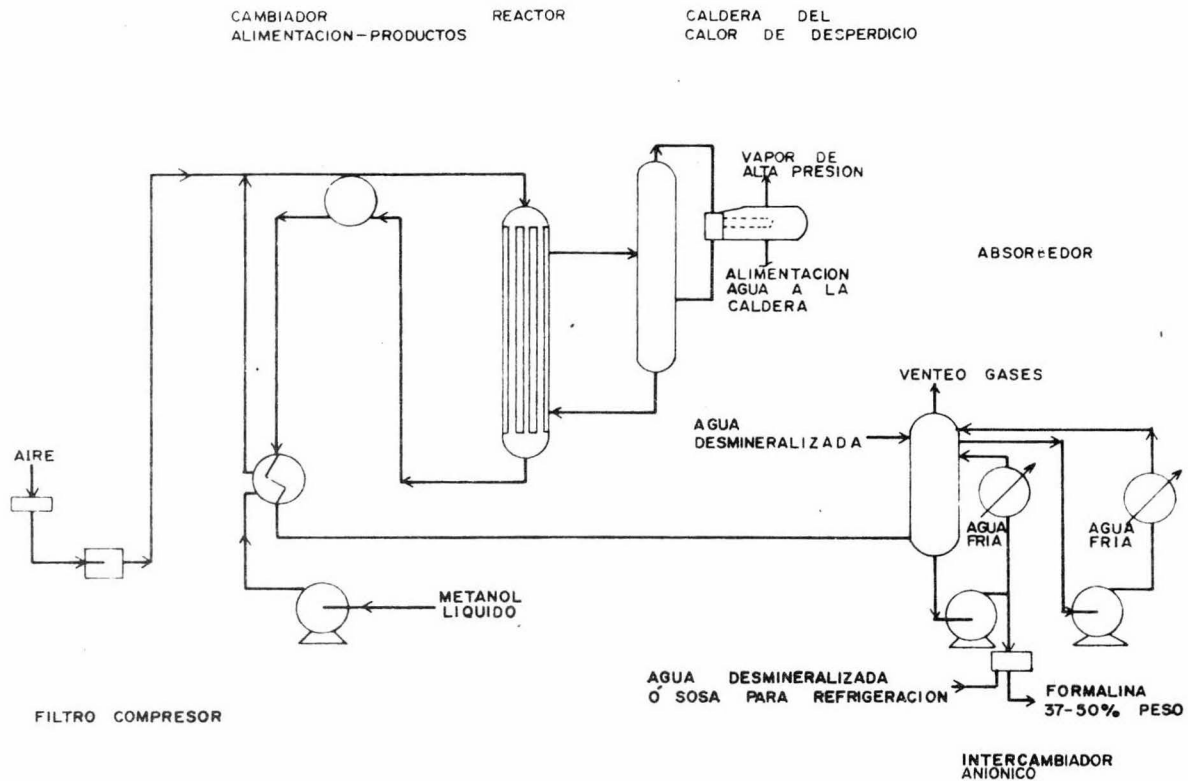 CAMBIADOR
ALIMENTACION-PRODUCTOS
REACTOR
CALDERA DEL
CALOR DE DESPERDICIO
VAPOR DE
ALTA PRESION
ALIMENTACION
AGUA A LA
CALDERA
ABSORBEDOR
VENTEO GASES
AGUA
DESMINERALIZADA
AIRE
AGUA
FRIA
AGUA
FRIA
METANOL
LIQUIDO
AGUA DESMINERALIZADA
Ó SOSA PARA REFRIGERACION
FORMALINA
37-50% PESO
FILTRO COMPRESOR
INTERCAMBIADOR
ANIONICO